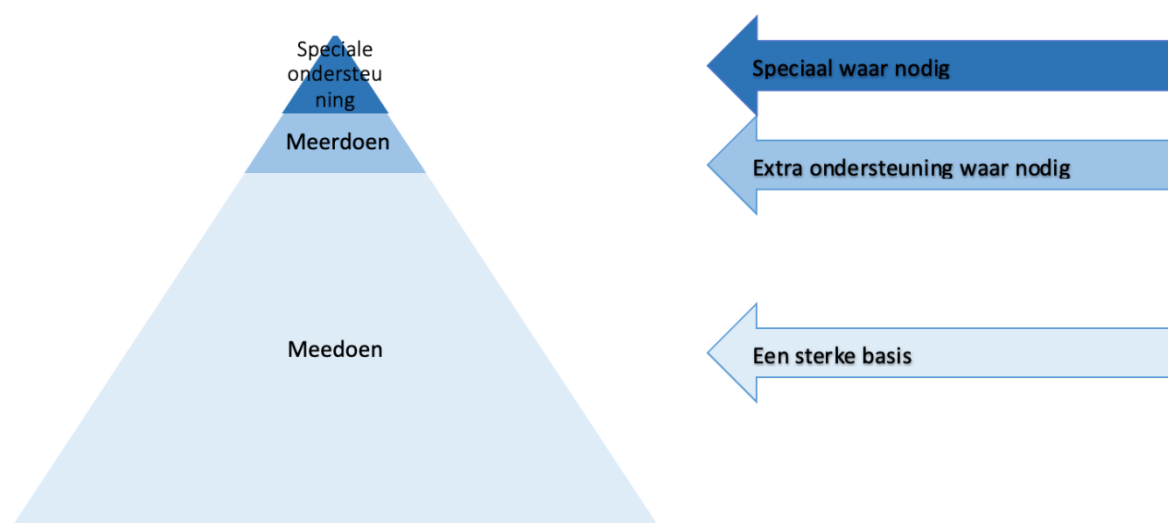 Speciale
ondersteu
ning
Speciaal waar nodig
Meerdoen
Extra ondersteuning waar nodig
Meedoen
Een sterke basis